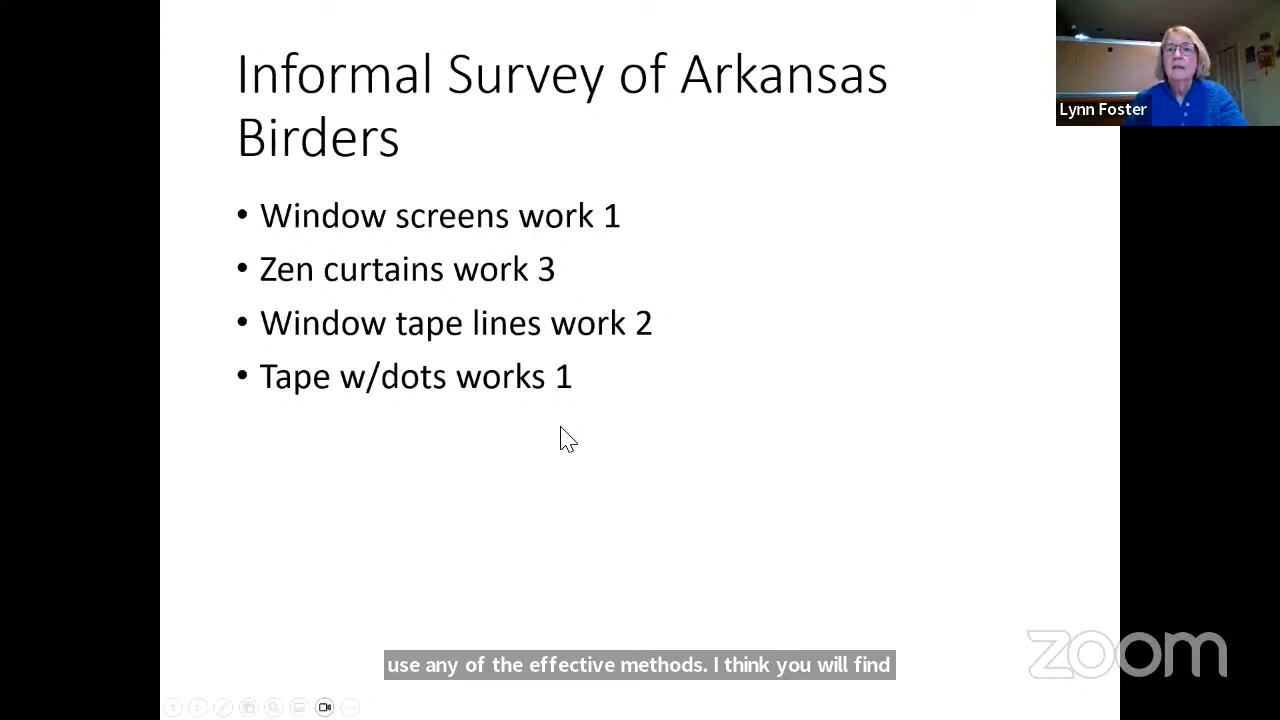 Informal Survey of Arkansas
Birders
Lynn Foster
• Window screens work 1
• Zen curtains work 3
• Window tape lines work 2
• Tape w/dots works 1
use any of the effective methods. I think you will find
zoom